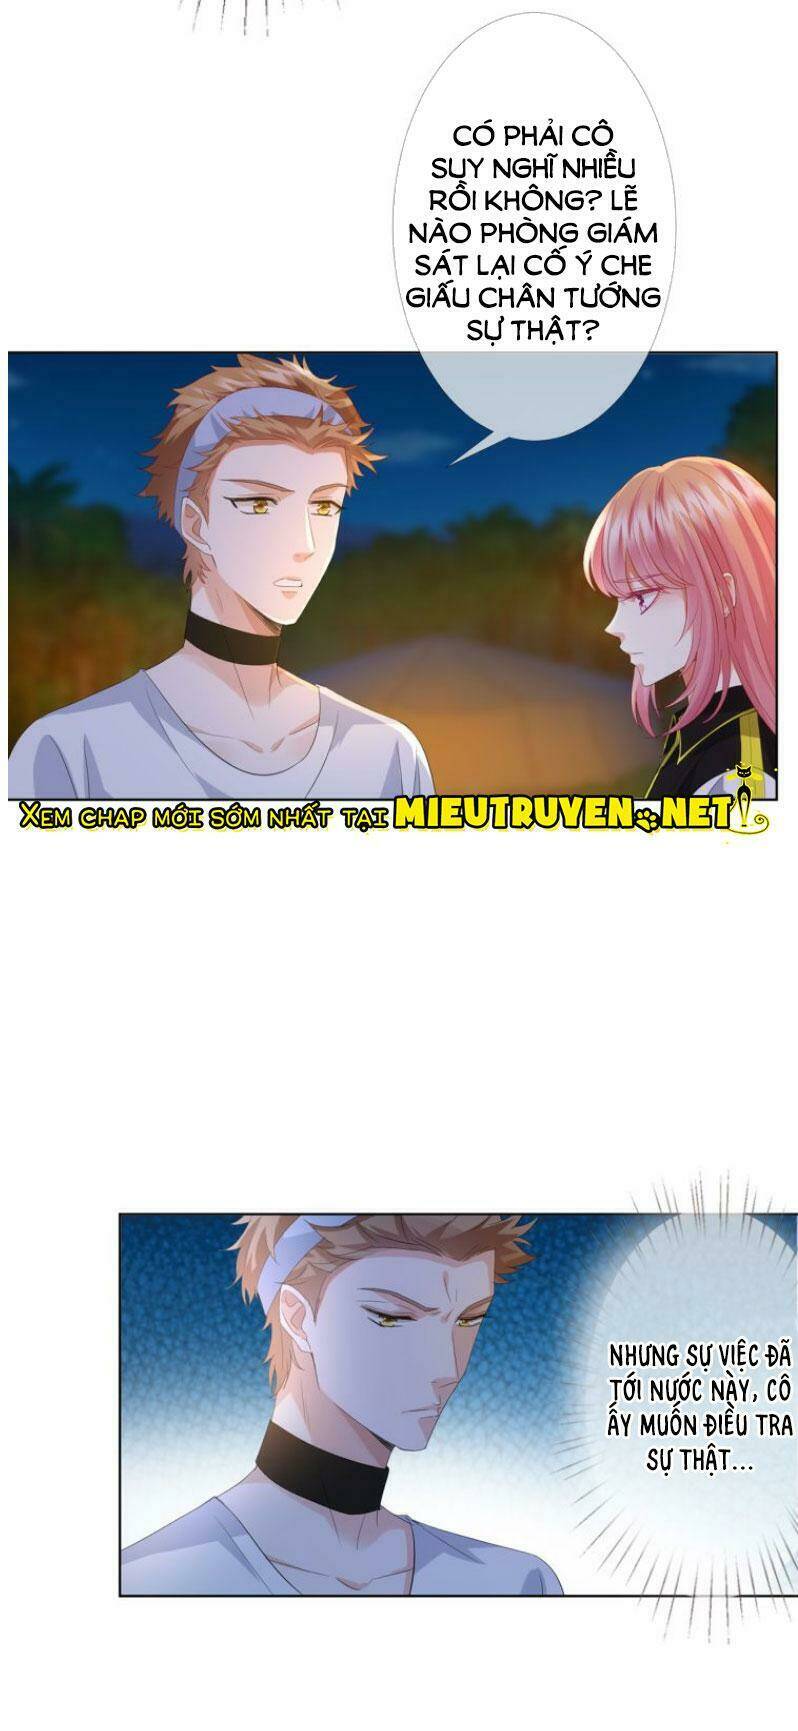 CÓ PHẢI CÔ
SUY NGHĨ NHIỀU
RỒI KHÔNG? LẼ
NÀO PHÒNG GIÁM
SÁT LẠI CỐ Ý CHE
GIẤU CHÂN TƯỚNG
SỰ THẬT?
XEM CHAP MỚI SỚM NHẤT TẠI MIEUTRUYEN.NET
NHƯNG SỰ VIỆC ĐÃ
TỚI NƯỚC NÀY, CÔ
ẤY MUỐN ĐIỀU TRA
SỰ THẬT...